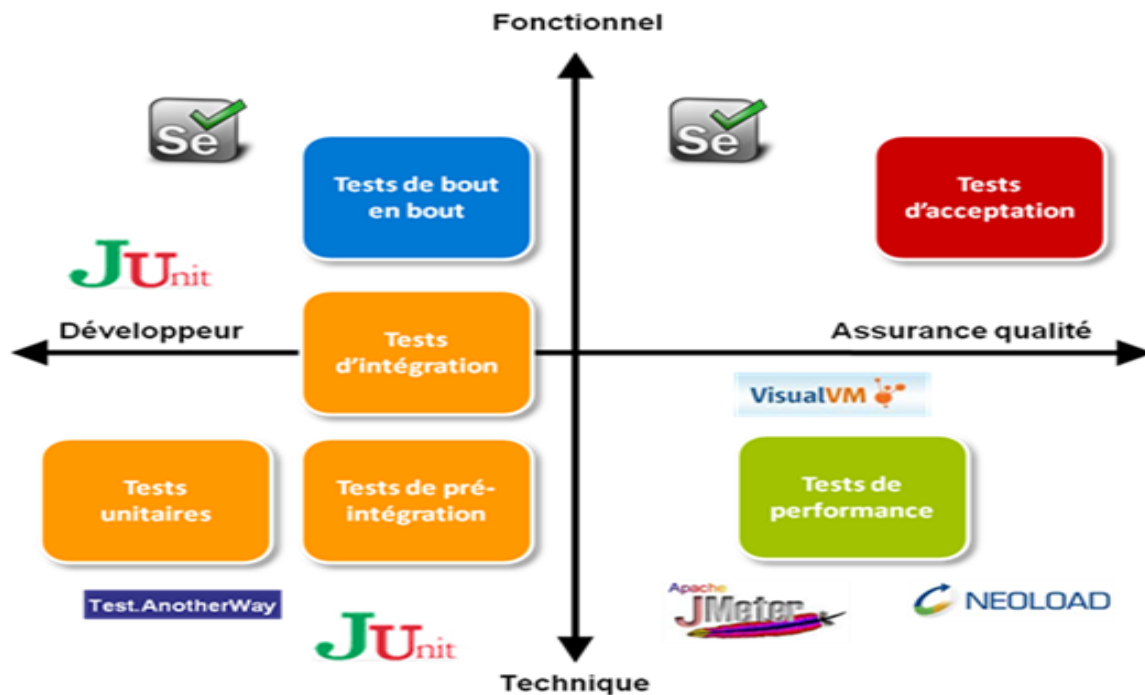 Fonctionnel
Se
Se
Tests de bout
en bout
Tests
d'acceptation
JUnit
Développeur
Tests
d'intégration
Assurance qualité
VisualVM
Tests
unitaires
Tests de pré-
intégration
Tests de
performance
Test.AnotherWay
JUnit
Apache
JMeter
NEOLOAD
Technique